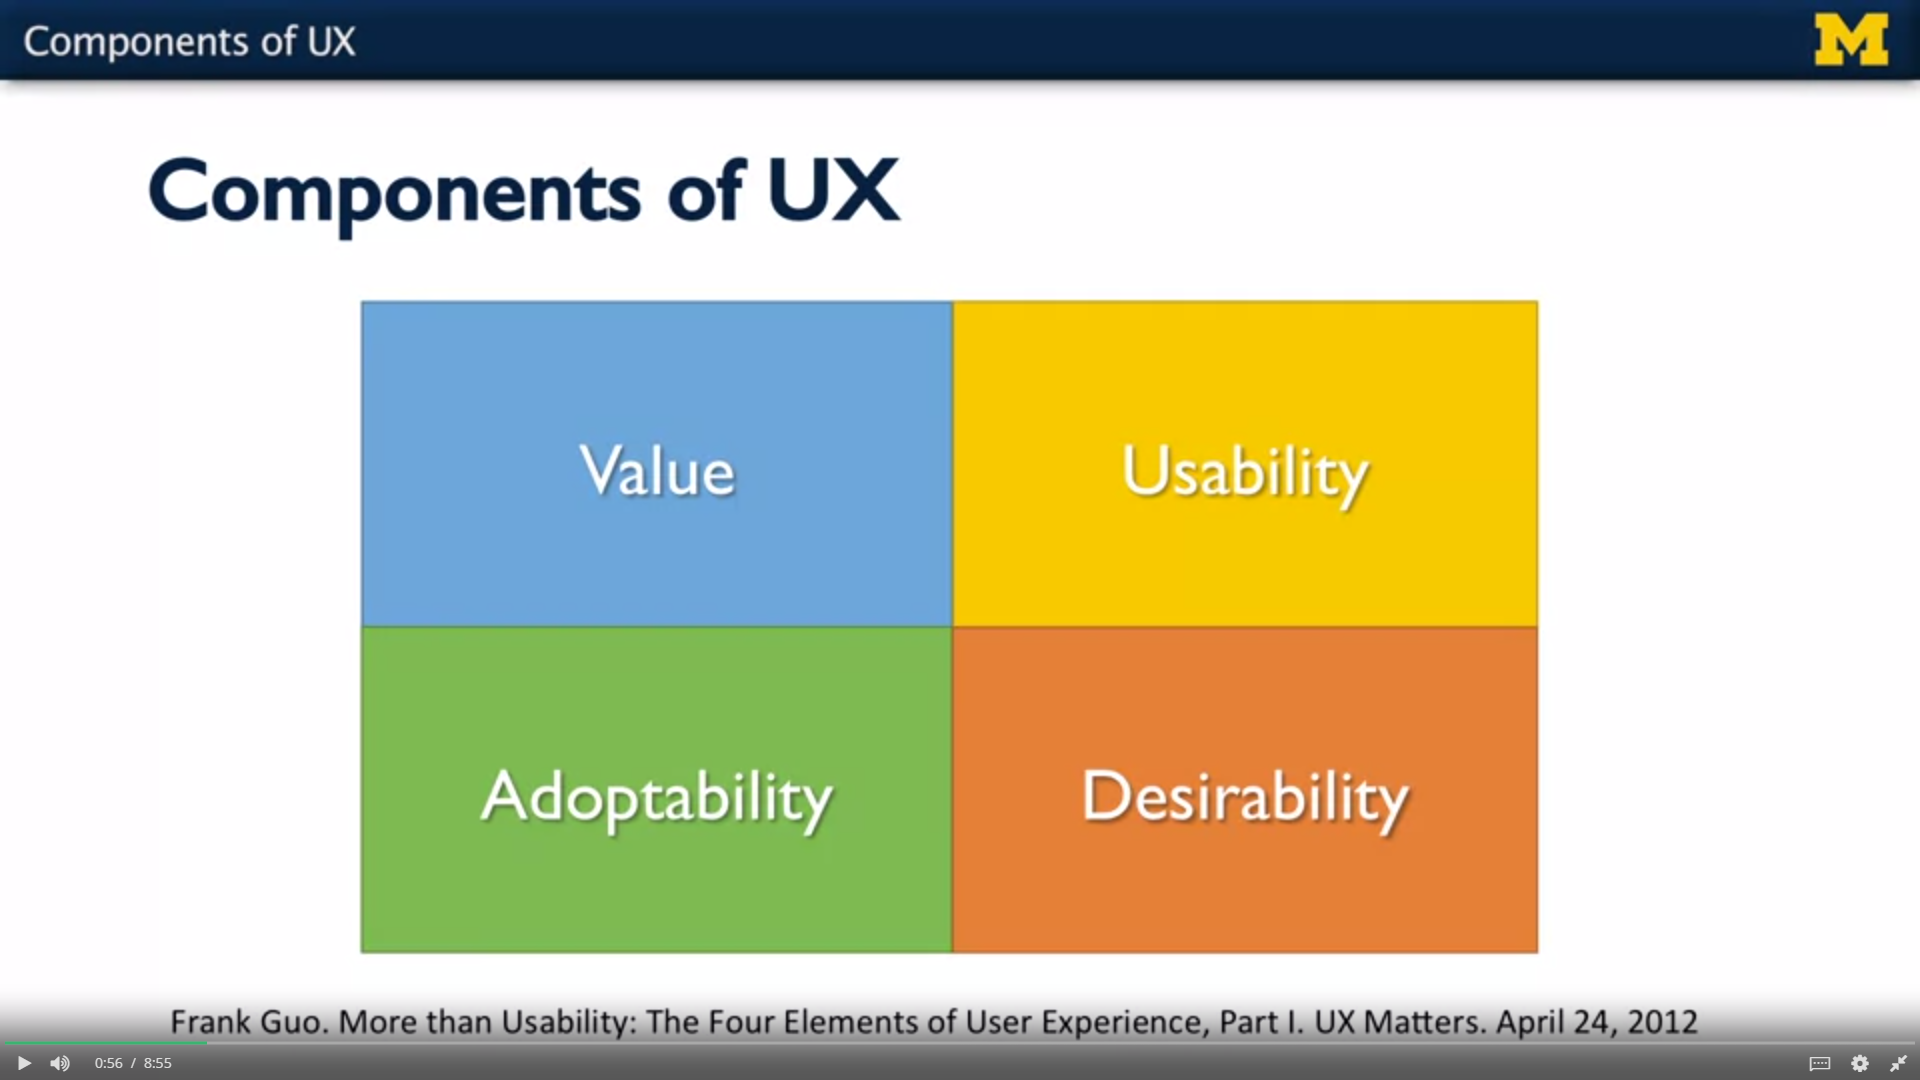 Components of UX
M
Components of UX
Value
Usability
Adoptability
Desirability
Frank Guo. More than Usability: The Four Elements of User Experience, Part I. UX Matters. April 24, 2012
0:56 / 8:55